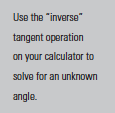 Use the “inverse”
tangent operation
on your calculator to
solve for an unknown
angle.